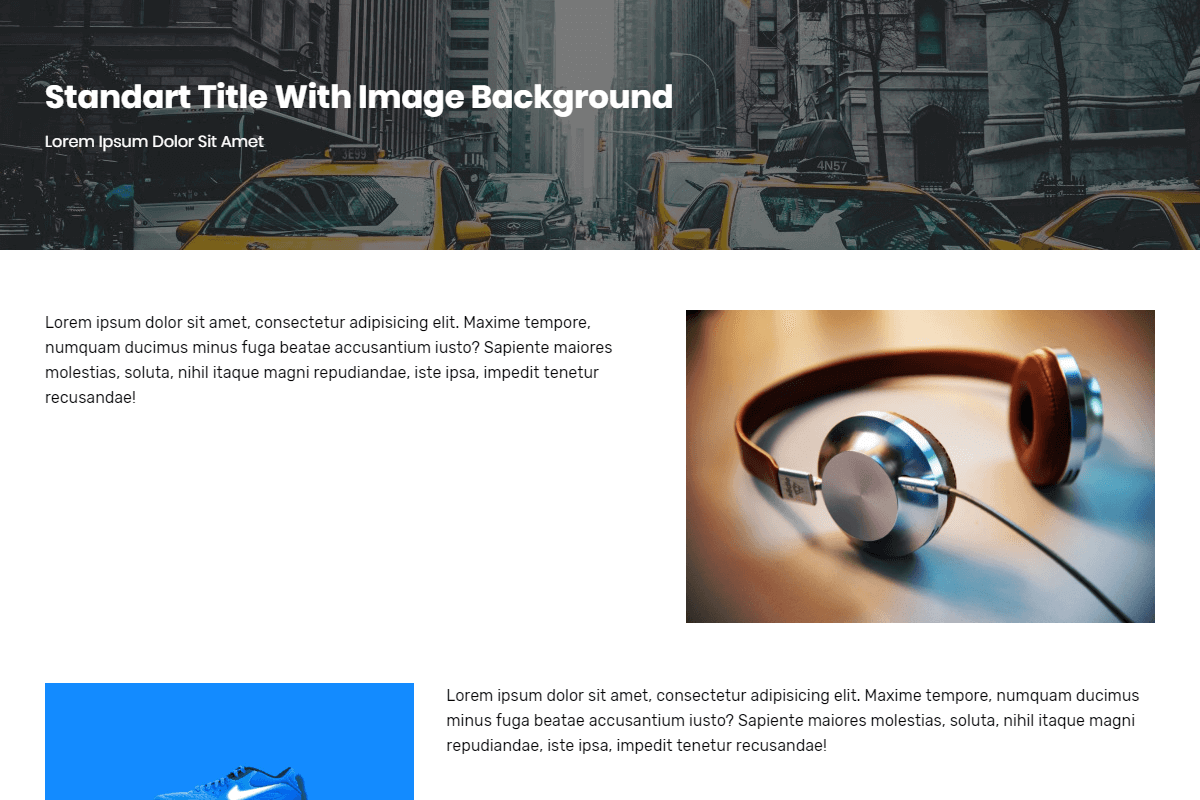 Standart Title With Image Background
Lorem Ipsum Dolor Sit Amet
3E99
4N57
Lorem ipsum dolor sit amet, consectetur adipisicing elit. Maxime tempore,
numquam ducimus minus fuga beatae accusantium iusto? Sapiente maiores
molestias, soluta, nihil itaque magni repudiandae, iste ipsa, impedit tenetur
recusandae!
Lorem ipsum dolor sit amet, consectetur adipisicing elit. Maxime tempore, numquam ducimus
minus fuga beatae accusantium iusto? Sapiente maiores molestias, soluta, nihil itaque magni
repudiandae, iste ipsa, impedit tenetur recusandae!